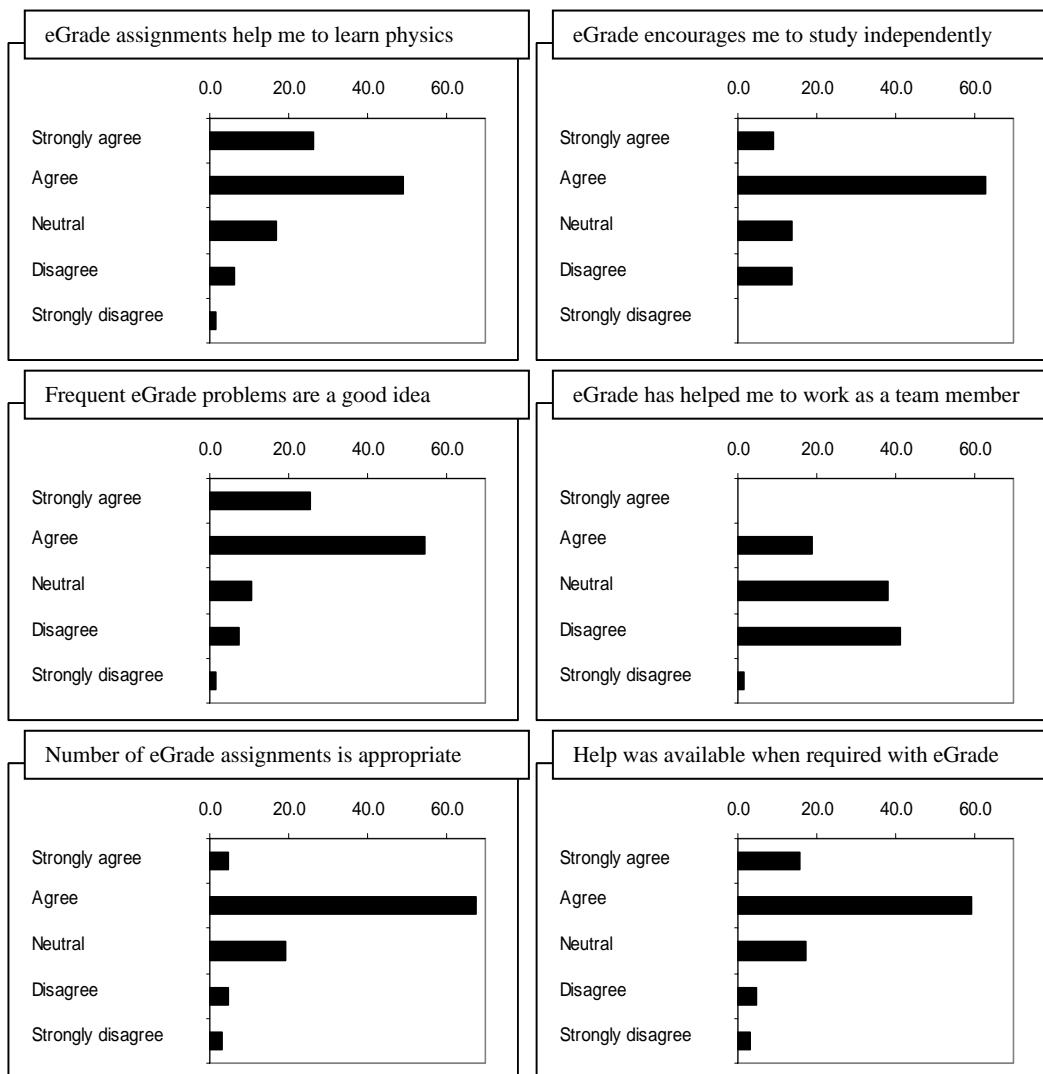 eGrade assignments help me to learn physics
0.0 20.0 40.0 60.0
Strongly agree
Agree
Neutral
Disagree
Strongly disagree
eGrade encourages me to study independently
0.0 20.0 40.0 60.0
Strongly agree
Agree
Neutral
Disagree
Strongly disagree
Frequent eGrade problems are a good idea
0.0 20.0 40.0 60.0
Strongly agree
Agree
Neutral
Disagree
Strongly disagree
eGrade has helped me to work as a team member
0.0 20.0 40.0 60.0
Strongly agree
Agree
Neutral
Disagree
Strongly disagree
Number of eGrade assignments is appropriate
0.0 20.0 40.0 60.0
Strongly agree
Agree
Neutral
Disagree
Strongly disagree
Help was available when required with eGrade
0.0 20.0 40.0 60.0
Strongly agree
Agree
Neutral
Disagree
Strongly disagree